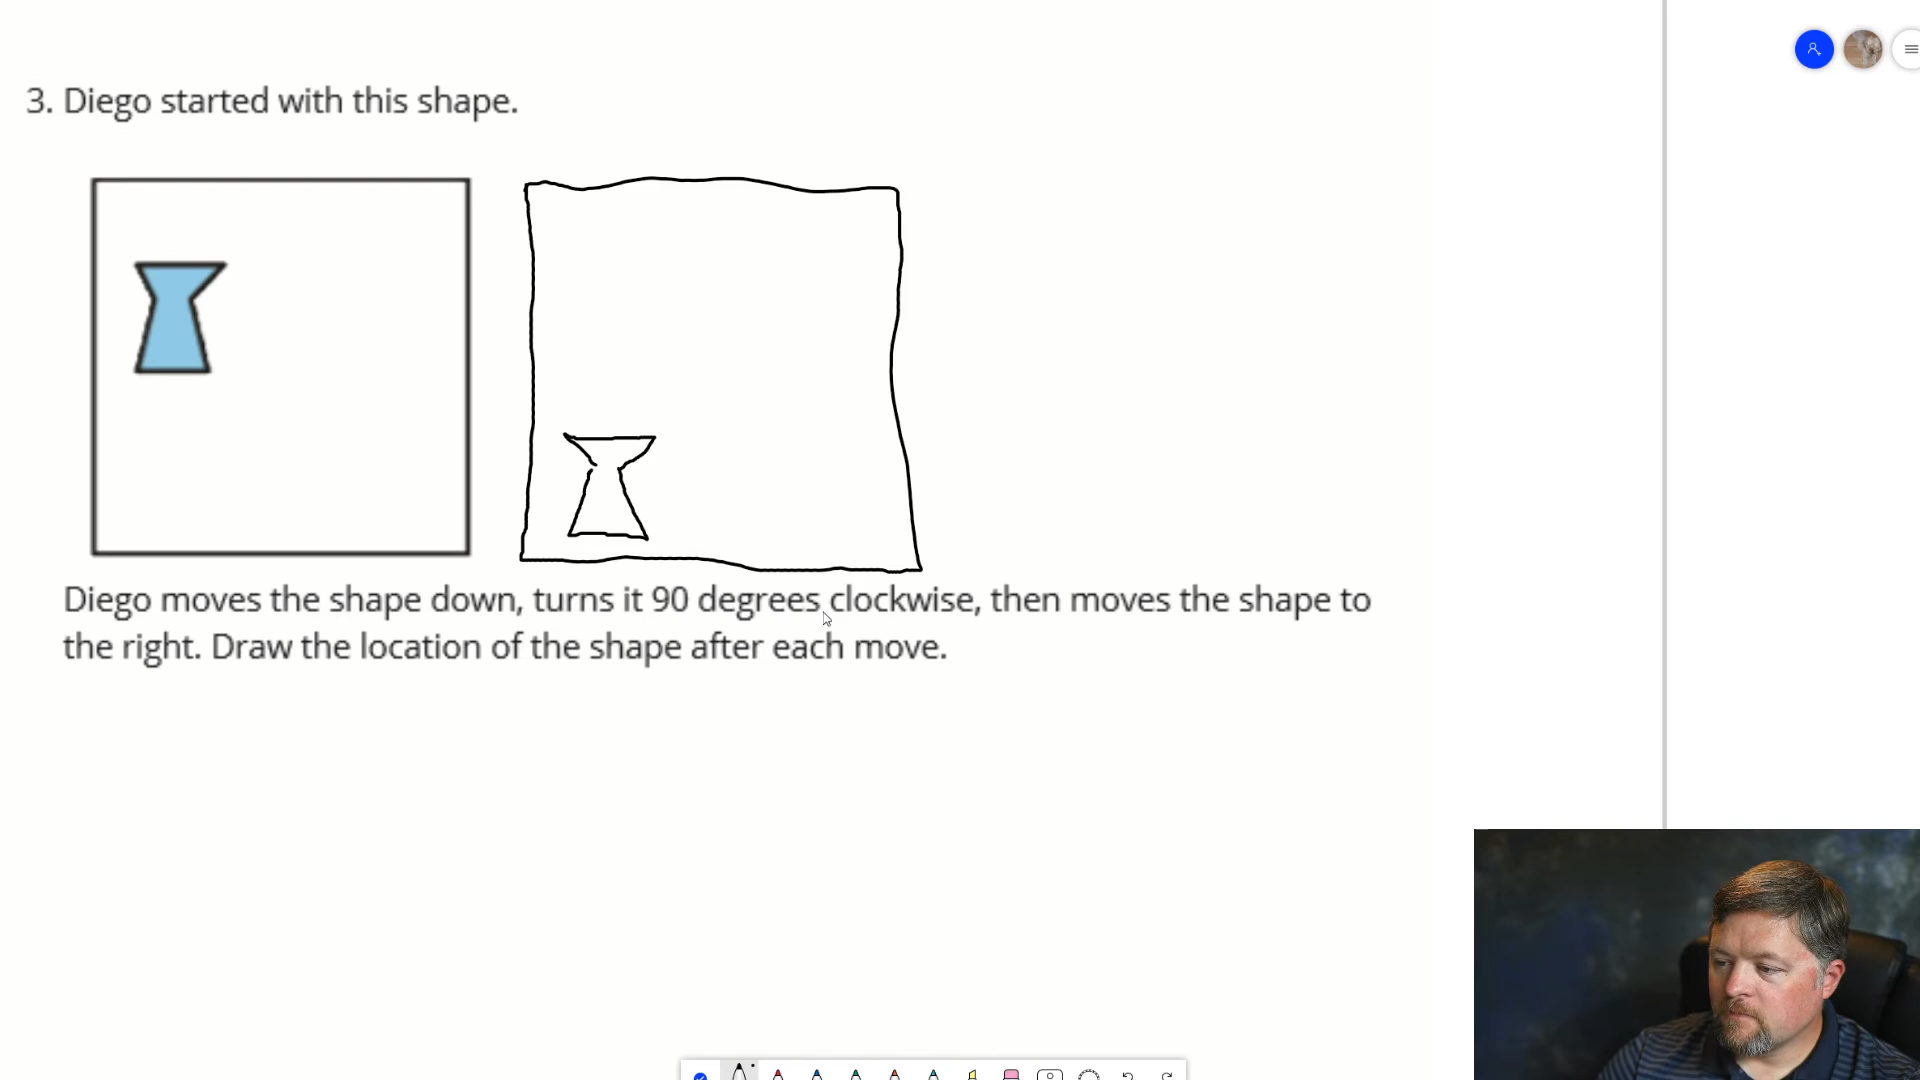 3. Diego started with this shape.
Diego moves the shape down, turns it 90 degrees clockwise, then moves the shape to
the right. Draw the location of the shape after each move.